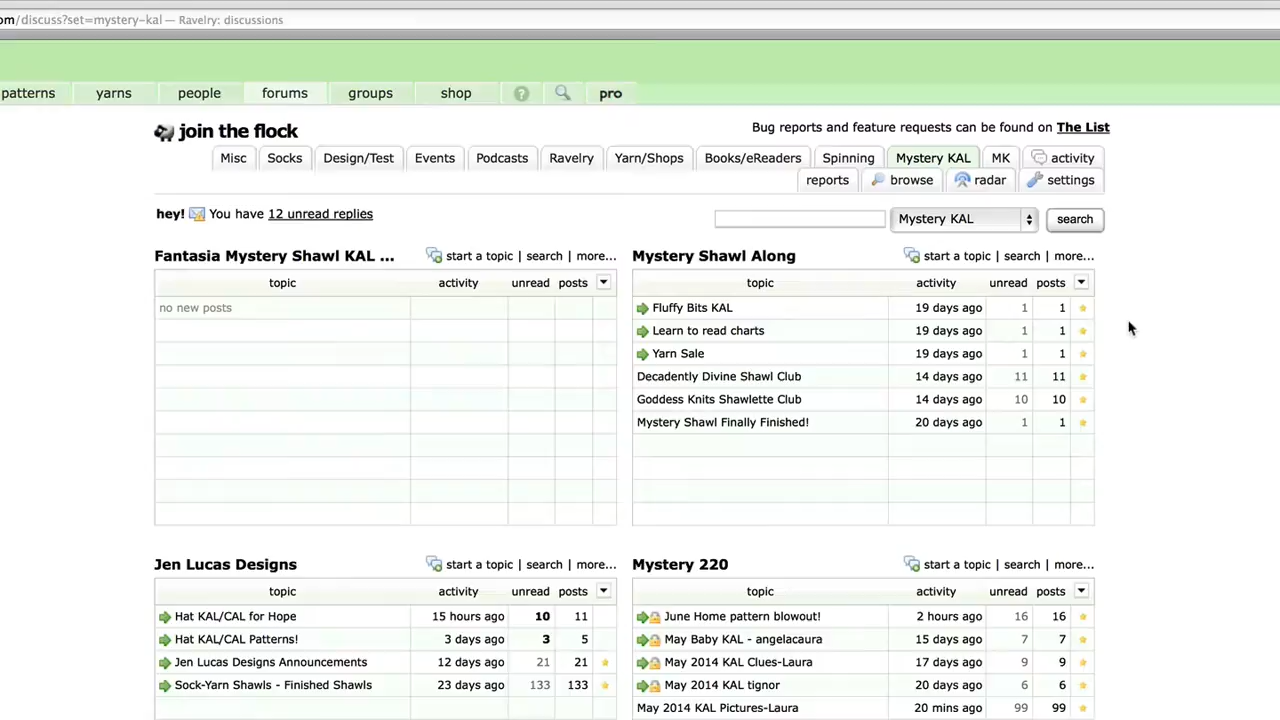 om/discuss?set=mystery-kal — Ravelry: discussions
patterns yarns people forums groups shop ? pro
join the flock
Bug reports and feature requests can be found on The List
Misc Socks Design/Test Events Podcasts Ravelry Yarn/Shops Books/eReaders Spinning Mystery KAL MK activity
reports browse radar settings
hey! You have 12 unread replies
Mystery KAL search
Fantasia Mystery Shawl KAL ... start a topic | search | more...
topic activity unread posts
no new posts
Mystery Shawl Along start a topic | search | more...
topic activity unread posts
Fluffy Bits KAL 19 days ago 1 1
Learn to read charts 19 days ago 1 1
Yarn Sale 19 days ago 1 1
Decadently Divine Shawl Club 14 days ago 11 11
Goddess Knits Shawlette Club 14 days ago 10 10
Mystery Shawl Finally Finished! 20 days ago 1 1
Jen Lucas Designs start a topic | search | more...
topic activity unread posts
Hat KAL/CAL for Hope 15 hours ago 10 11
Hat KAL/CAL Patterns! 3 days ago 3 5
Jen Lucas Designs Announcements 12 days ago 21 21
Sock-Yarn Shawls - Finished Shawls 23 days ago 133 133
Mystery 220 start a topic | search | more...
topic activity unread posts
June Home pattern blowout! 2 hours ago 16 16
May Baby KAL - angelacaura 15 days ago 7 7
May 2014 KAL Clues-Laura 17 days ago 9 9
May 2014 KAL tignor 20 days ago 6 6
May 2014 KAL Pictures-Laura 20 mins ago 99 99